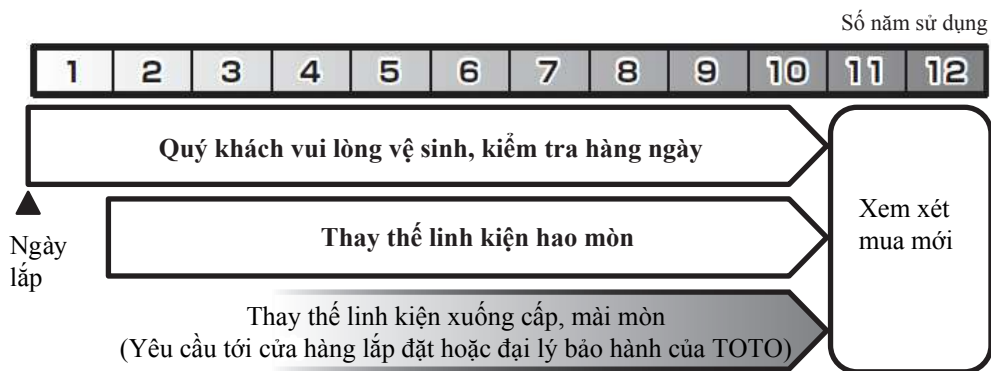 Số năm sử dụng
1 2 3 4 5 6 7 8 9 10 11 12
Quý khách vui lòng vệ sinh, kiểm tra hàng ngày
Ngày
lắp
Thay thế linh kiện hao mòn
Thay thế linh kiện xuống cấp, mài mòn
(Yêu cầu tới cửa hàng lắp đặt hoặc đại lý bảo hành của TOTO)
Xem xét
mua mới